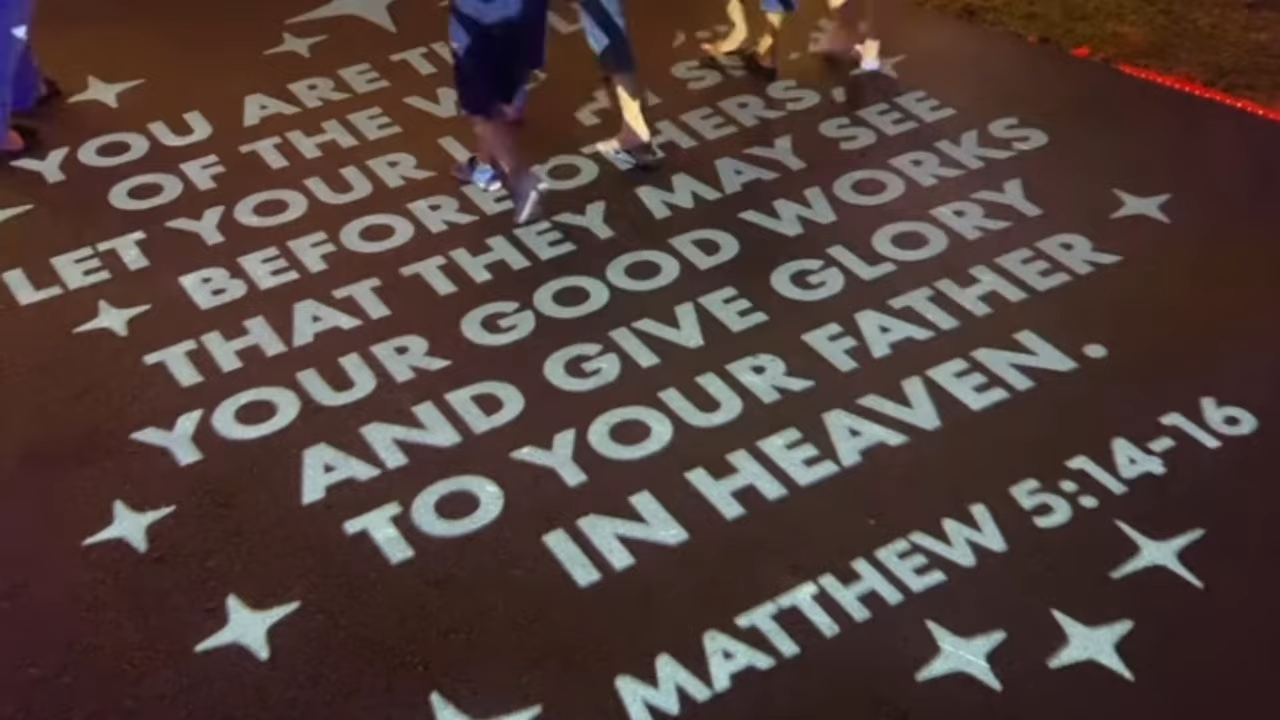 YOU ARE
OF THE
LET YOUR
BEFORE OTHERS,
THAT THEY MAY SEE
YOUR GOOD WORKS
AND GIVE GLORY
TO YOUR FATHER
IN HEAVEN.
MATTHEW 5:14-16